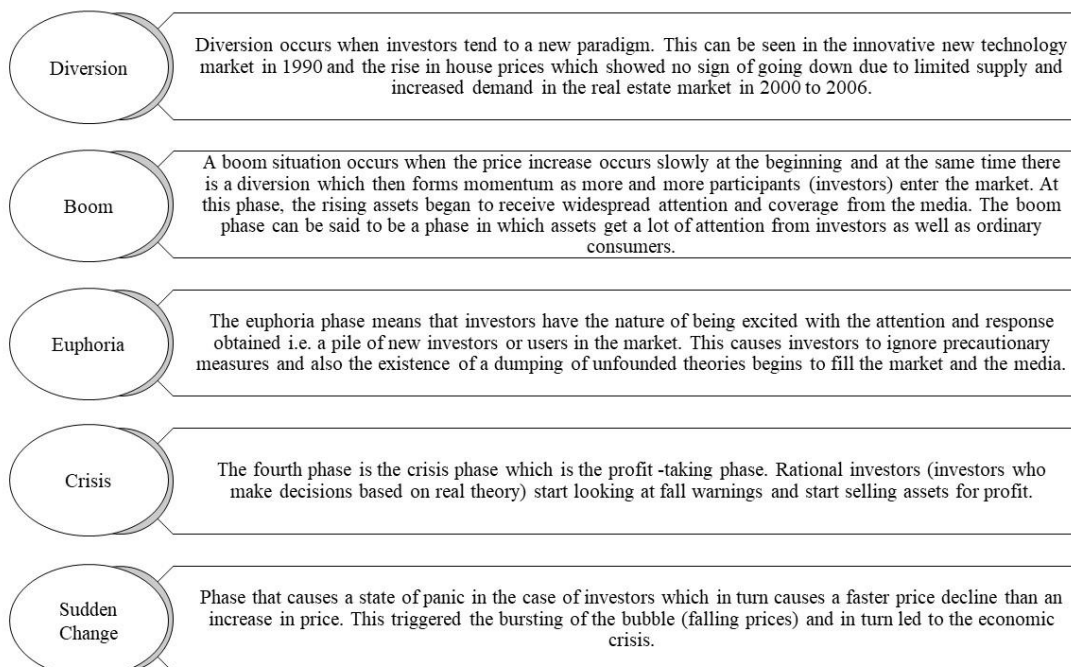 Diversion
Diversion occurs when investors tend to a new paradigm. This can be seen in the innovative new technology
market in 1990 and the rise in house prices which showed no sign of going down due to limited supply and
increased demand in the real estate market in 2000 to 2006.
Boom
A boom situation occurs when the price increase occurs slowly at the beginning and at the same time there
is a diversion which then forms momentum as more and more participants (investors) enter the market. At
this phase, the rising assets began to receive widespread attention and coverage from the media. The boom
phase can be said to be a phase in which assets get a lot of attention from investors as well as ordinary
consumers.
Euphoria
The euphoria phase means that investors have the nature of being excited with the attention and response
obtained i.e. a pile of new investors or users in the market. This causes investors to ignore precautionary
measures and also the existence of a dumping of unfounded theories begins to fill the market and the media.
Crisis
The fourth phase is the crisis phase which is the profit -taking phase. Rational investors (investors who
make decisions based on real theory) start looking at fall warnings and start selling assets for profit.
Sudden
Change
Phase that causes a state of panic in the case of investors which in turn causes a faster price decline than an
increase in price. This triggered the bursting of the bubble (falling prices) and in turn led to the economic
crisis.